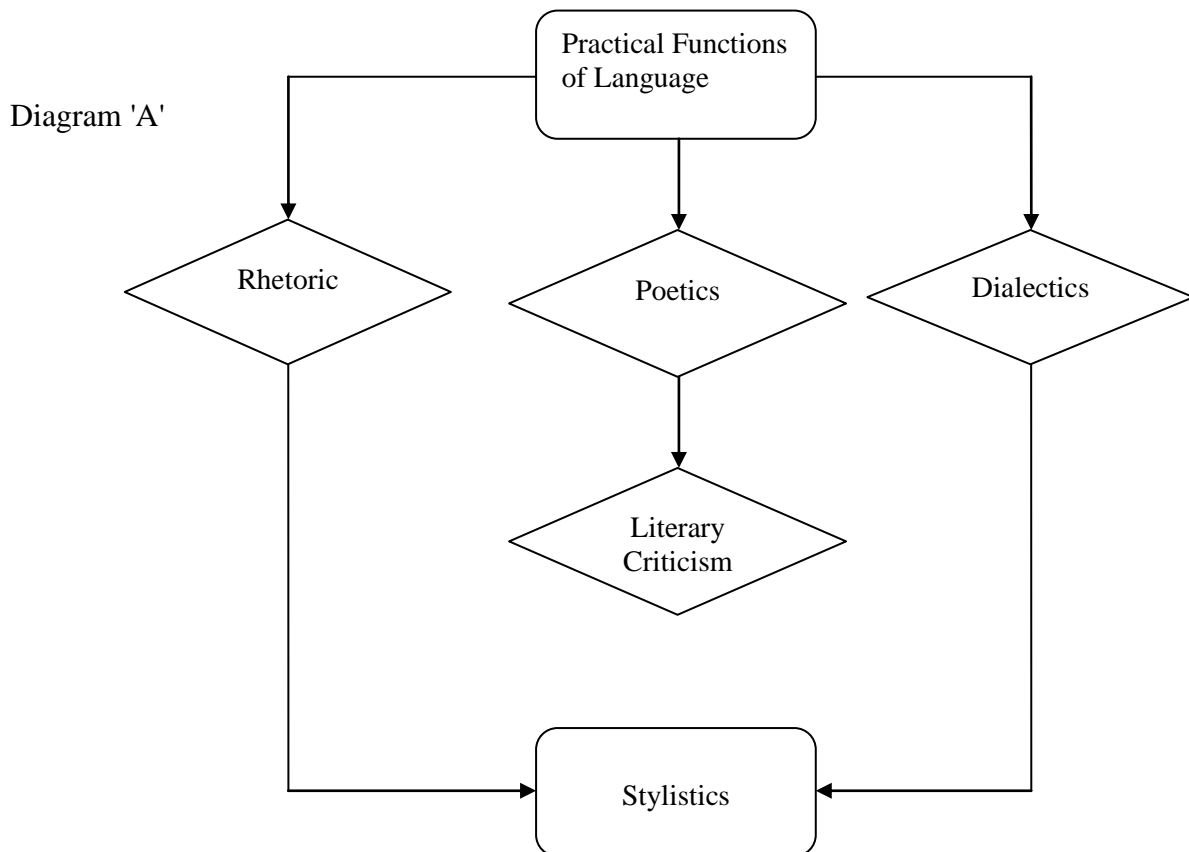 Practical Functions
of Language
Diagram 'A'
Rhetoric
Poetics
Dialectics
Literary
Criticism
Stylistics